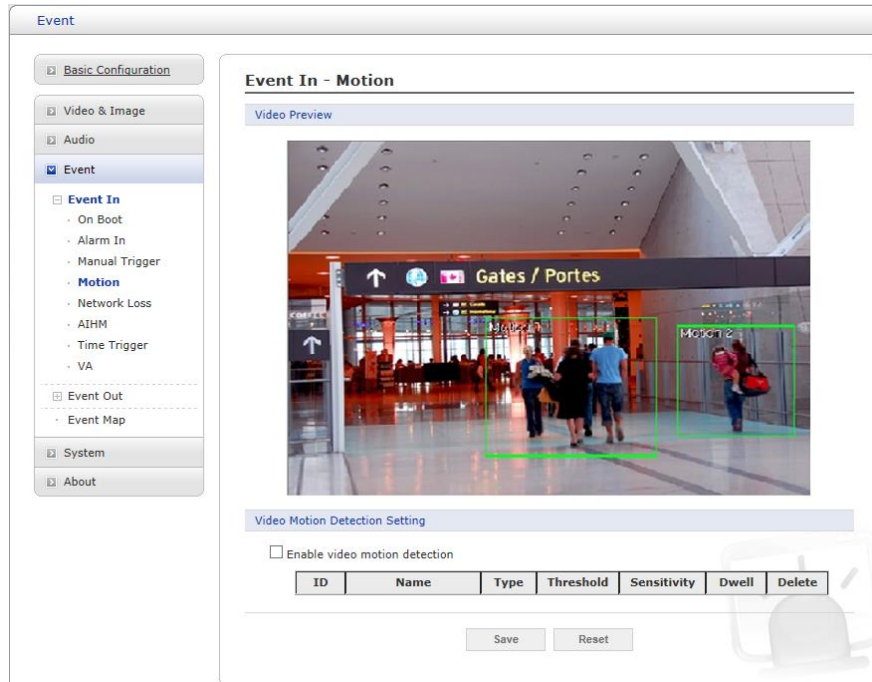 Event
Basic Configuration
Video & Image
Audio
Event
Event In
On Boot
Alarm In
Manual Trigger
Motion
Network Loss
AIHM
Time Trigger
VA
Event Out
Event Map
System
About
Event In - Motion
Video Preview
Gates / Portes
Motion 2
Video Motion Detection Setting
Enable video motion detection
ID Name Type Threshold Sensitivity Dwell Delete
Save Reset